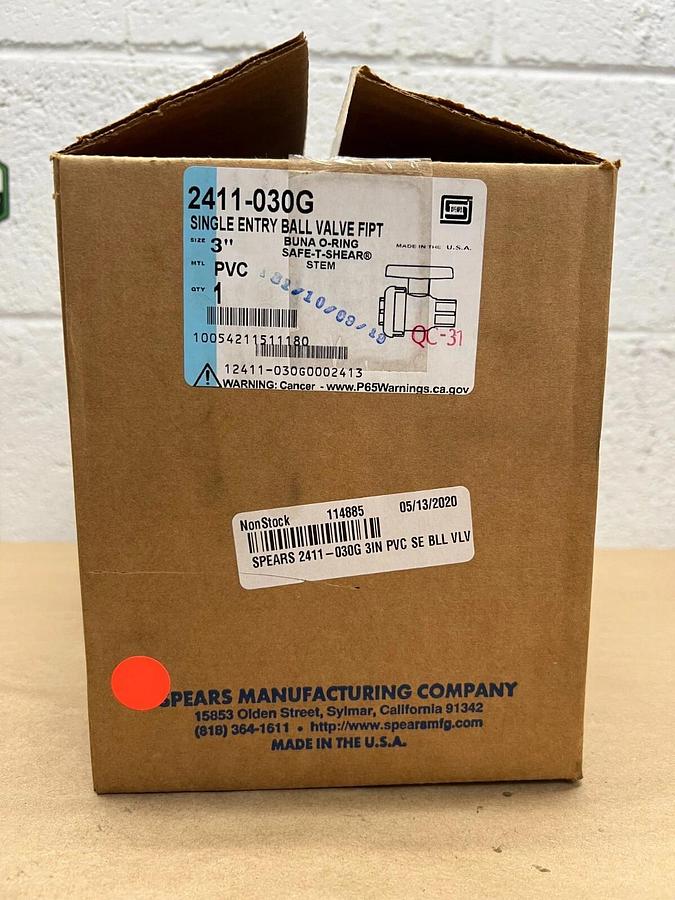 2411-030G
SINGLE ENTRY BALL VALVE FIPT
SIZE 3" BUNA O-RING
SAFE-T-SHEAR®
STEM
MADE IN THE U.S.A.
MTL PVC
QTY 1
10/09/19
QC-31
10054211511180
12411-030G0002413
WARNING: Cancer - www.P65Warnings.ca.gov
NonStock 114885 05/13/2020
SPEARS 2411-030G 3IN PVC SE BLL VLV
SPEARS MANUFACTURING COMPANY
15853 Olden Street, Sylmar, California 91342
(818) 364-1611 • http://www.spearsmfg.com
MADE IN THE U.S.A.